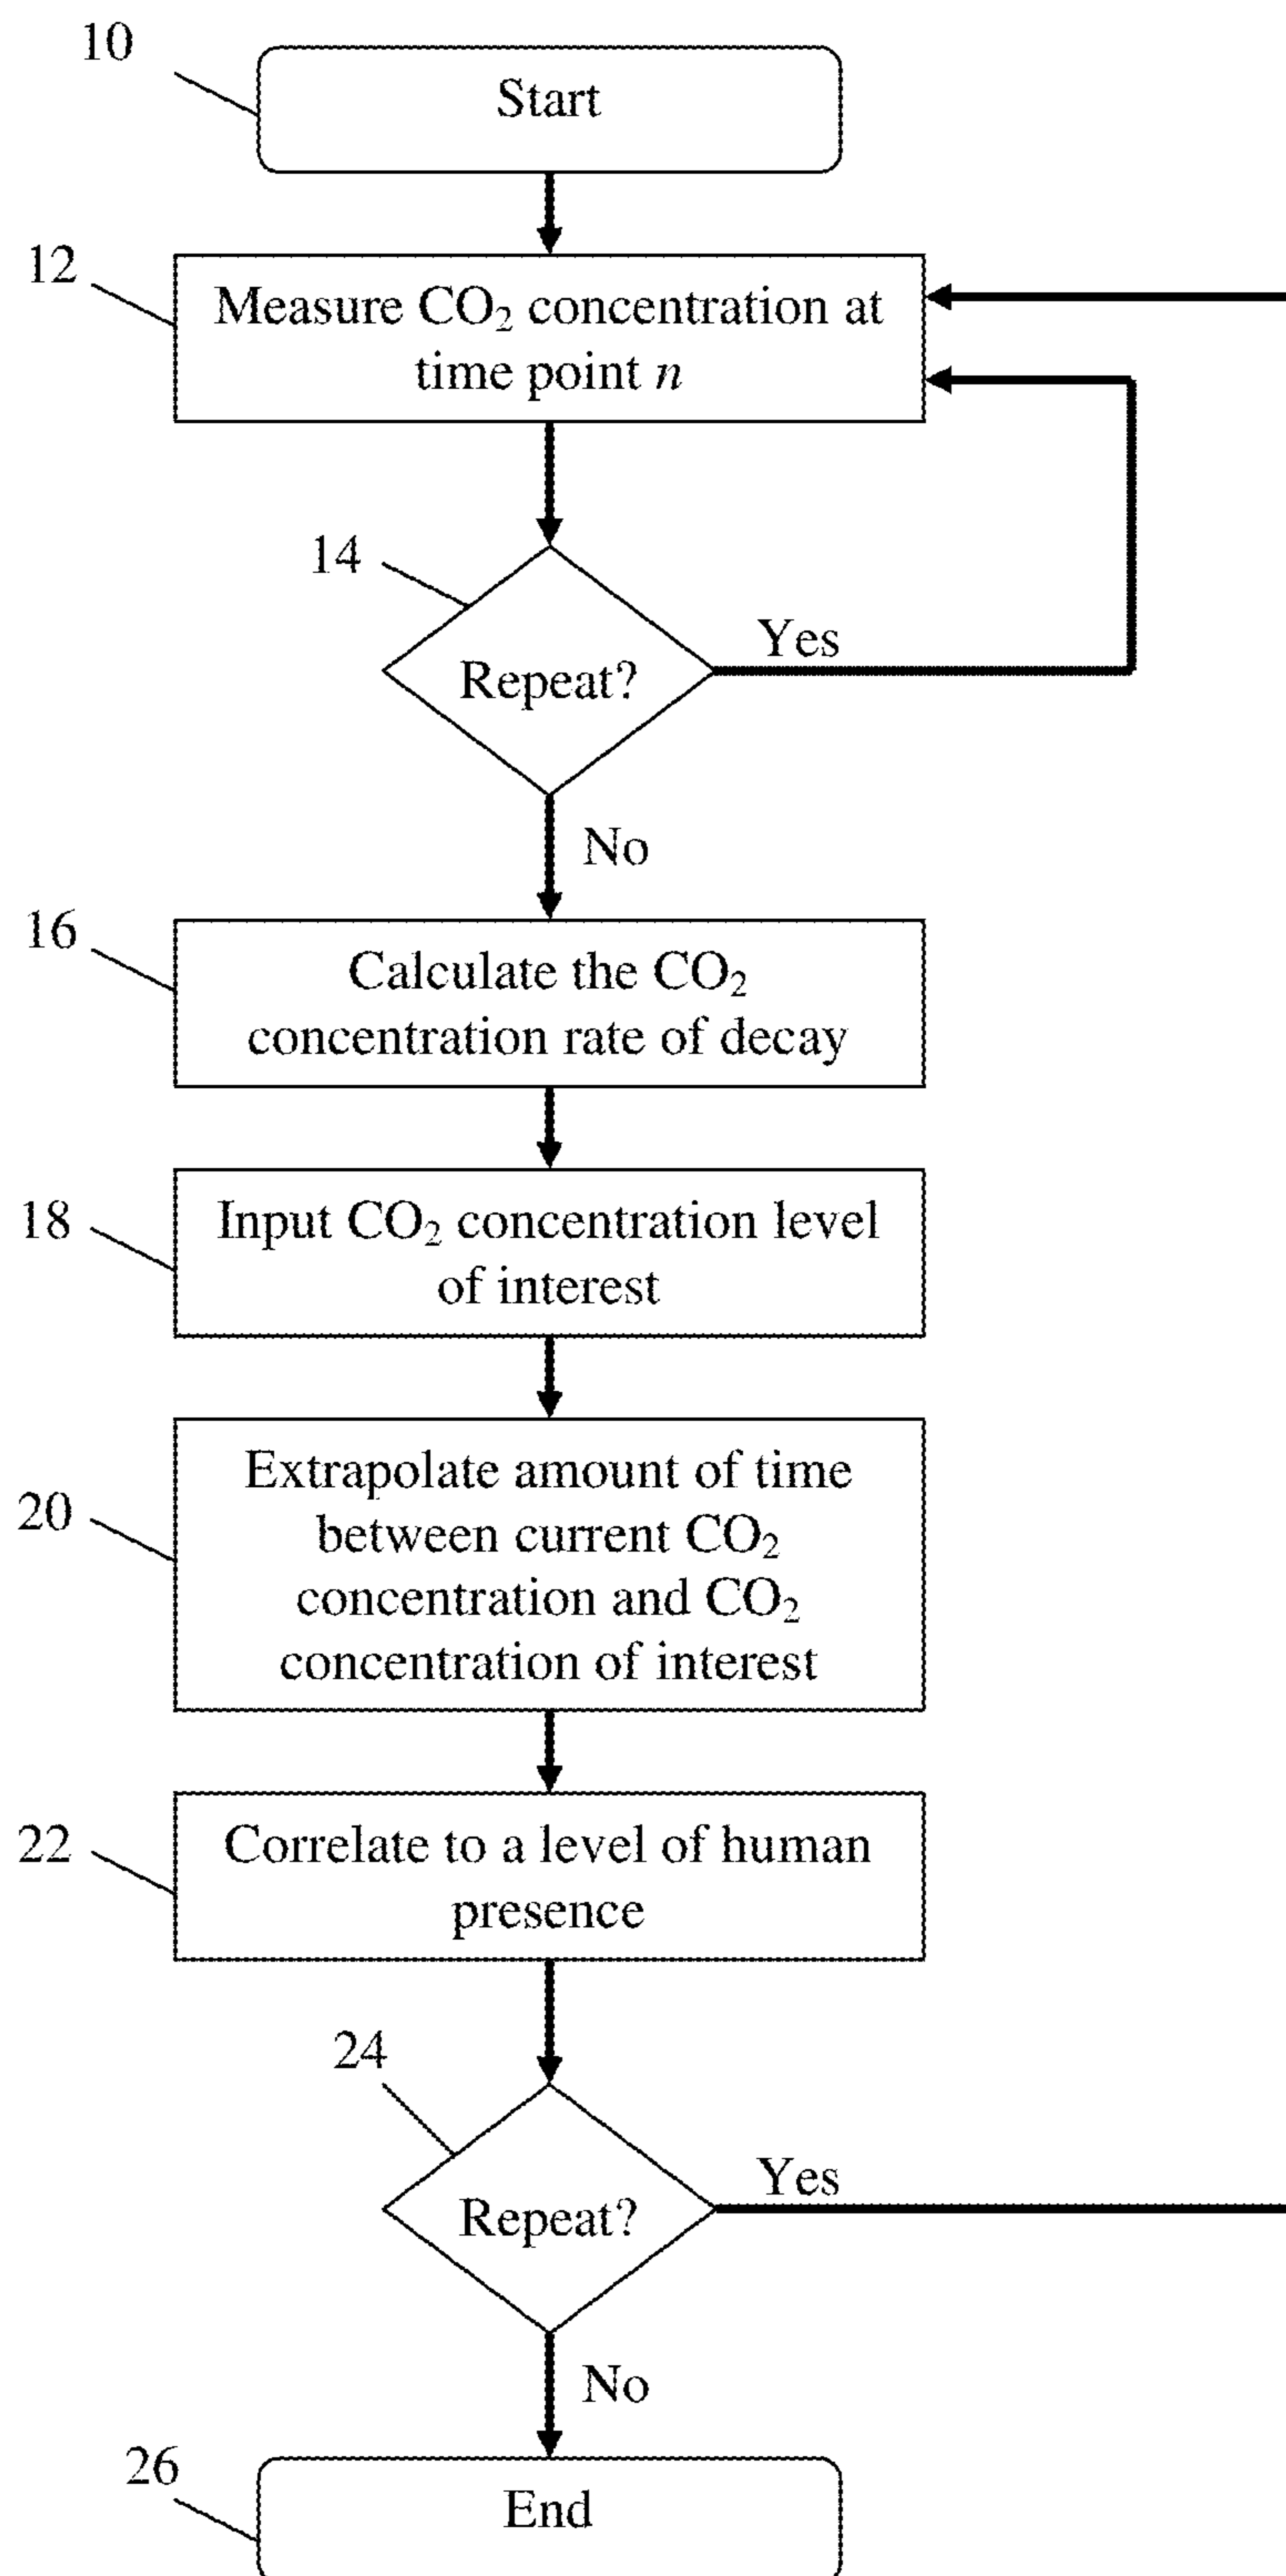 10
Start
12
Measure CO₂ concentration at
time point n
14
Repeat?
Yes
No
16
Calculate the CO₂
concentration rate of decay
18
Input CO₂ concentration level
of interest
20
Extrapolate amount of time
between current CO₂
concentration and CO₂
concentration of interest
22
Correlate to a level of human
presence
24
Repeat?
Yes
No
26
End